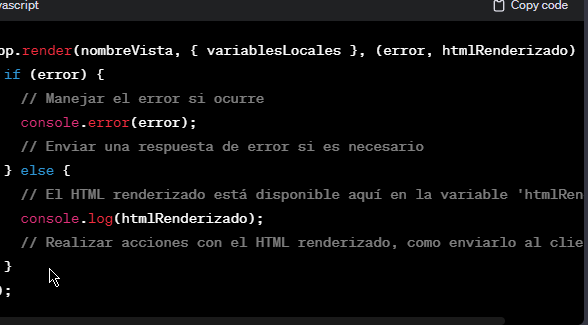 vascript
Copy code
pp.render(nombreVista, { variablesLocales }, (error, htmlRenderizado)
if (error) {
// Manejar el error si ocurre
console.error(error);
// Enviar una respuesta de error si es necesario
} else {
// El HTML renderizado está disponible aquí en la variable 'htmlRen
console.log(htmlRenderizado);
// Realizar acciones con el HTML renderizado, como enviarlo al clie
}
);